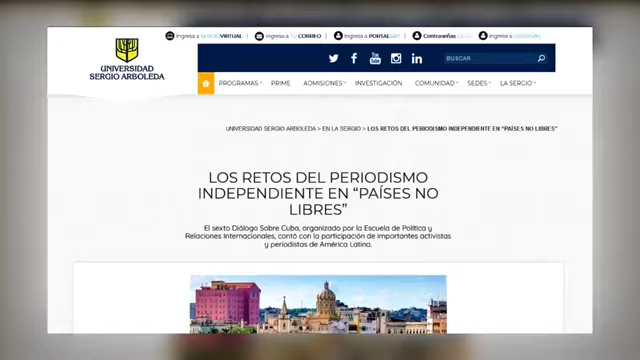 Ingresa a SERGIOVIRTUAL Ingresa a TU CORREO Ingresa a PORTALSAP Contraseñas Ingresa a
UNIVERSIDAD
SERGIO ARBOLEDA
BUSCAR
PROGRAMAS PRIME ADMISIONES INVESTIGACIÓN COMUNIDAD SEDES LA SERGIO
UNIVERSIDAD SERGIO ARBOLEDA > EN LA SERGIO > LOS RETOS DEL PERIODISMO INDEPENDIENTE EN “PAÍSES NO LIBRES”
LOS RETOS DEL PERIODISMO
INDEPENDIENTE EN “PAÍSES NO
LIBRES”
El sexto Diálogo Sobre Cuba, organizado por la Escuela de Política y
Relaciones Internacionales, contó con la participación de importantes activistas
y periodistas de América Latina.